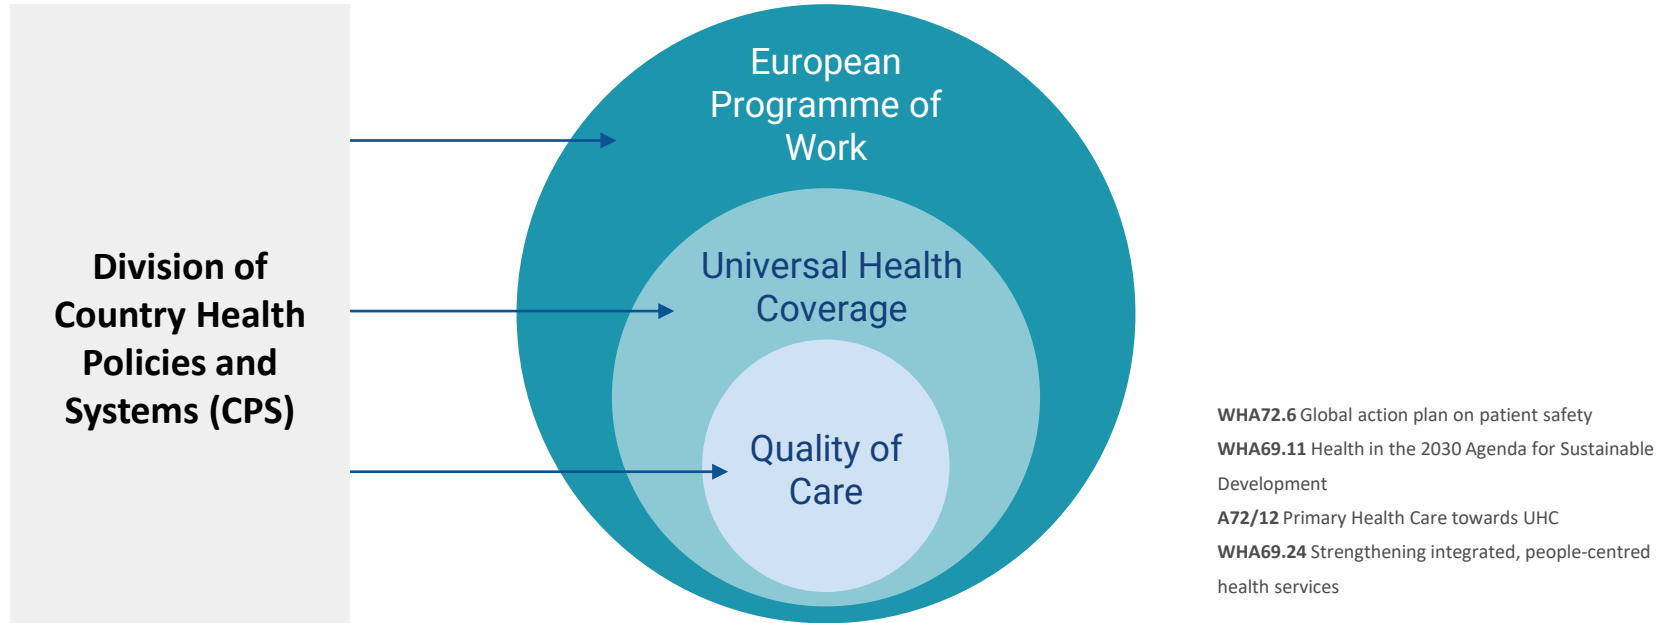 Division of
Country Health
Policies and
Systems (CPS)
European
Programme of
Work
Universal Health
Coverage
Quality of
Care
WHA72.6 Global action plan on patient safety
WHA69.11 Health in the 2030 Agenda for Sustainable
Development
A72/12 Primary Health Care towards UHC
WHA69.24 Strengthening integrated, people-centred
health services